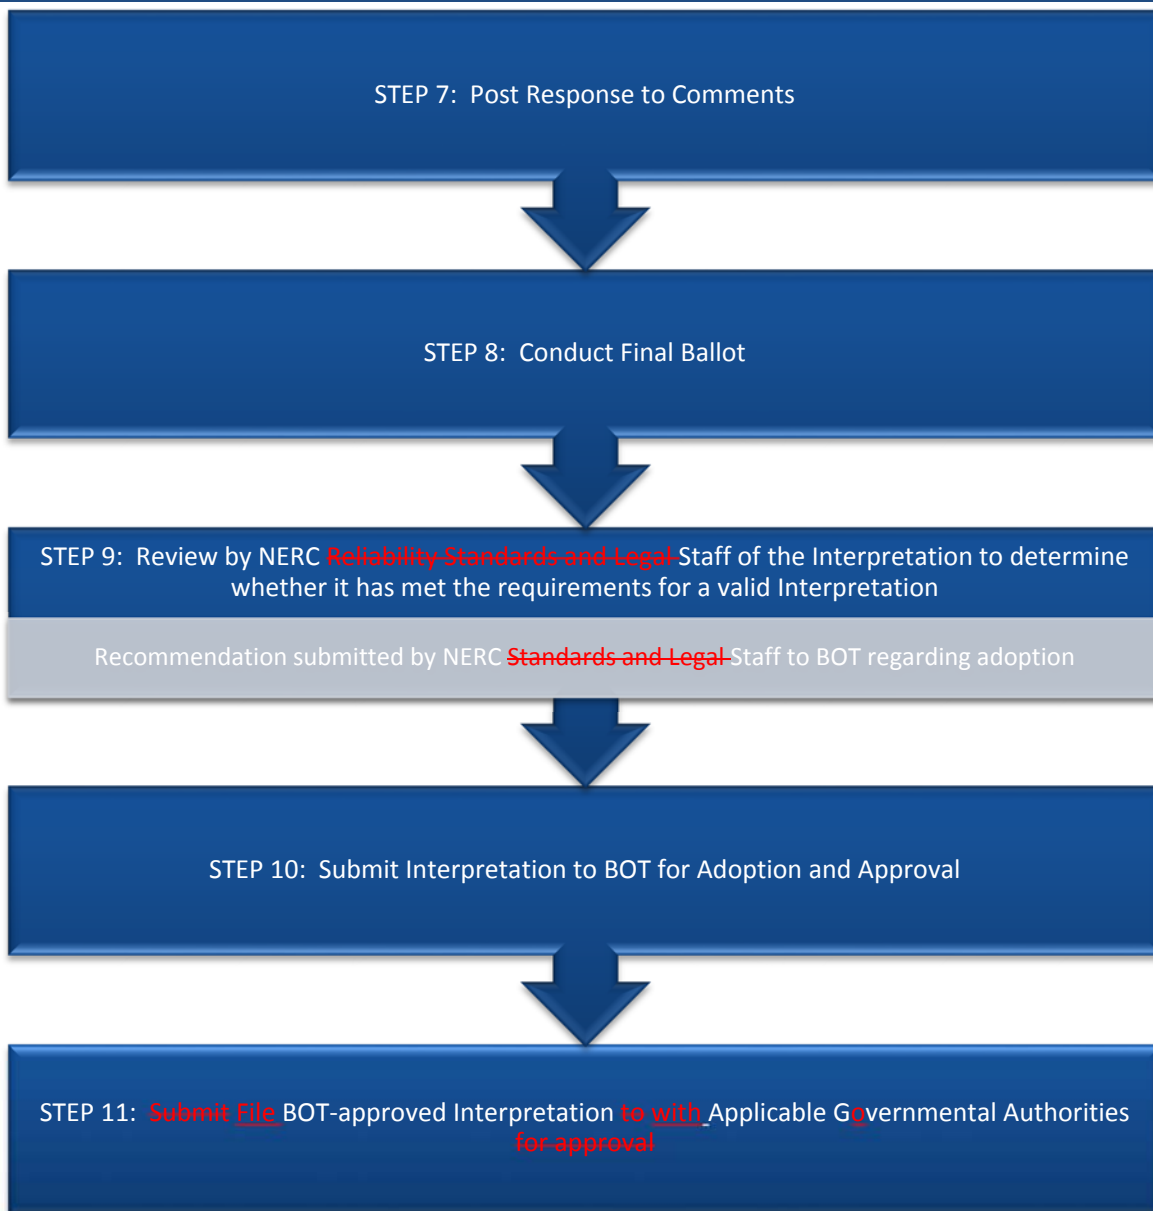 STEP 7: Post Response to Comments
STEP 8: Conduct Final Ballot
STEP 9: Review by NERC Reliability Standards and Legal Staff of the Interpretation to determine
whether it has met the requirements for a valid Interpretation
Recommendation submitted by NERC Standards and Legal Staff to BOT regarding adoption
STEP 10: Submit Interpretation to BOT for Adoption and Approval
STEP 11: Submit File BOT-approved Interpretation to with Applicable Governmental Authorities
for approval